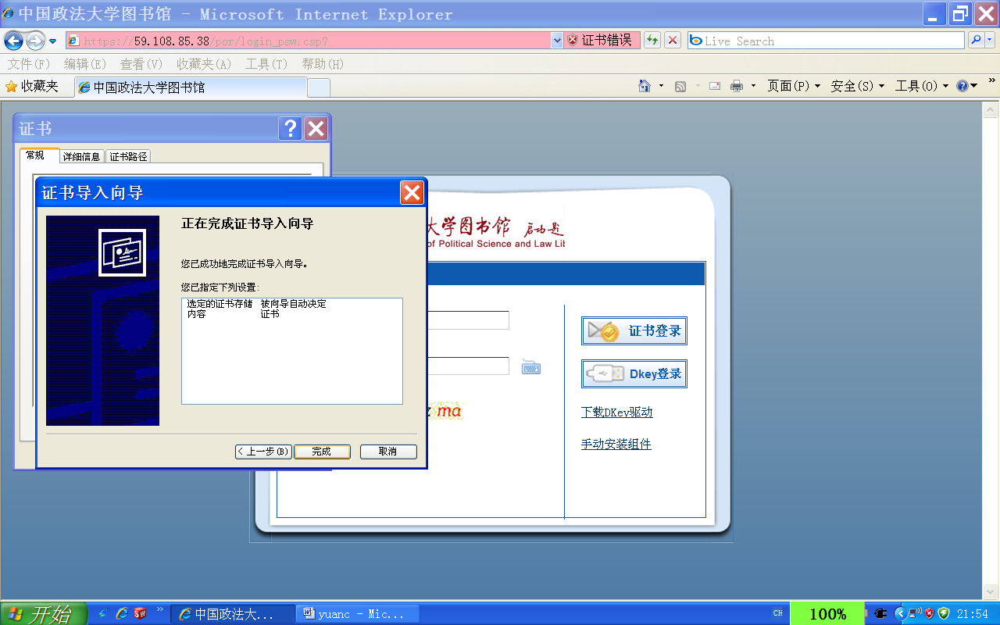 中国政法大学图书馆 - Microsoft Internet Explorer
https://59.108.85.38/por/login_psw.csp?
证书错误
Live Search
文件(F) 编辑(E) 查看(V) 收藏夹(A) 工具(T) 帮助(H)
收藏夹
中国政法大学图书馆
页面(P) 安全(S) 工具(O)
证书
常规 详细信息 证书路径
证书导入向导
正在完成证书导入向导
您已成功地完成证书导入向导。
您已指定下列设置:
选定的证书存储 被向导自动决定
内容 证书
< 上一步(B) 完成 取消
大学图书馆 启功题
of Political Science and Law Lib
证书登录
Dkey登录
z ma
下载DKey驱动
手动安装组件
开始
SW
中国政法大...
yuanc - Mic...
CH
100%
21:54